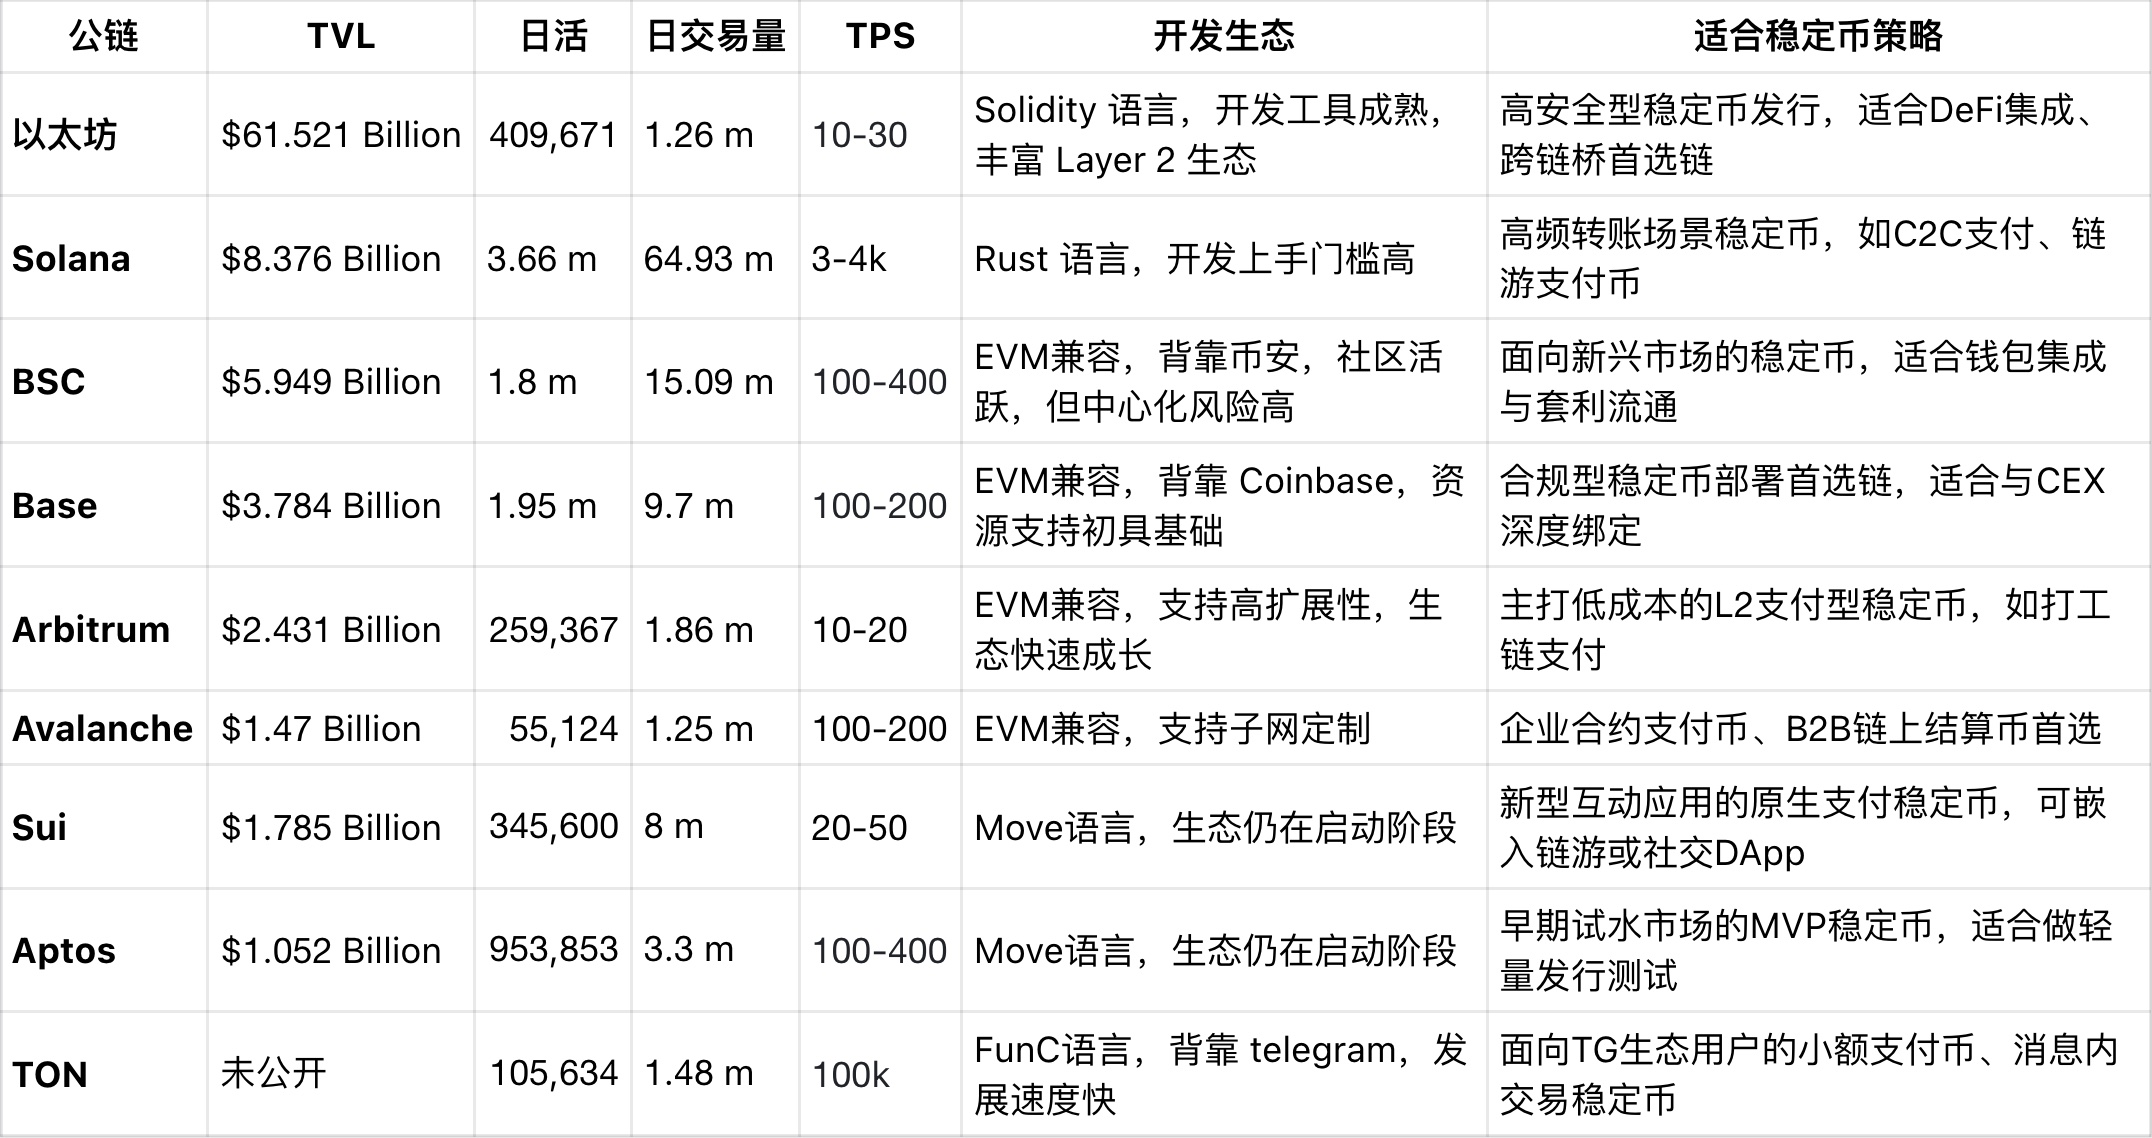 公链 TVL 日活 日交易量 TPS 开发生态 适合稳定币策略
以太坊 $61.521 Billion 409,671 1.26 m 10-30 Solidity 语言，开发工具成熟， 高安全型稳定币发行，适合DeFi集成、
丰富 Layer 2 生态 跨链桥首选链
Solana $8.376 Billion 3.66 m 64.93 m 3-4k Rust 语言，开发上手门槛高 高频转账场景稳定币，如C2C支付、链
游支付币
BSC $5.949 Billion 1.8 m 15.09 m 100-400 EVM兼容，背靠币安，社区活 面向新兴市场的稳定币，适合钱包集成
跃，但中心化风险高 与套利流通
Base $3.784 Billion 1.95 m 9.7 m 100-200 EVM兼容，背靠 Coinbase，资 合规型稳定币部署首选链，适合与CEX
源支持初具基础 深度绑定
Arbitrum $2.431 Billion 259,367 1.86 m 10-20 EVM兼容，支持高扩展性，生 主打低成本的L2支付型稳定币，如打工
态快速成长 链支付
Avalanche $1.47 Billion 55,124 1.25 m 100-200 EVM兼容，支持子网定制 企业合约支付币、B2B链上结算币首选
Sui $1.785 Billion 345,600 8 m 20-50 Move语言，生态仍在启动阶段 新型互动应用的原生支付稳定币，可嵌
入链游或社交DApp
Aptos $1.052 Billion 953,853 3.3 m 100-400 Move语言，生态仍在启动阶段 早期试水市场的MVP稳定币，适合做轻
量发行测试
TON 未公开 105,634 1.48 m 100k FunC语言，背靠 telegram，发 面向TG生态用户的小额支付币、消息内
展速度快 交易稳定币